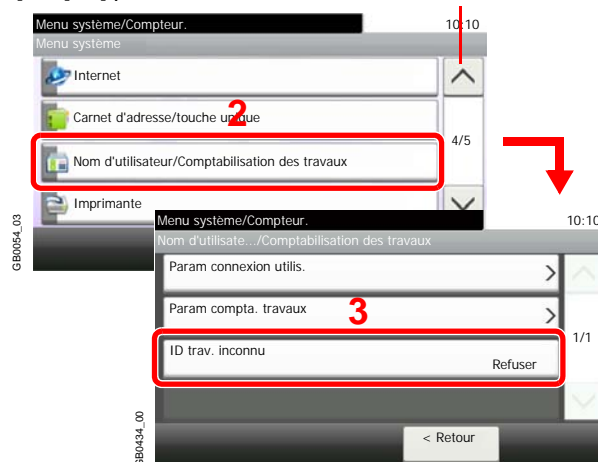 Menu système/Compteur.
10:10
Menu système
Internet
Carnet d'adresse/touche unique
2
4/5
Nom d'utilisateur/Comptabilisation des travaux
Imprimante
GB0054_03
Menu système/Compteur.
10:10
Nom d'utilisate.../Comptabilisation des travaux
Param connexion utilis.
Param compta. travaux
3
1/1
ID trav. inconnu
Refuser
< Retour
GB0434_00